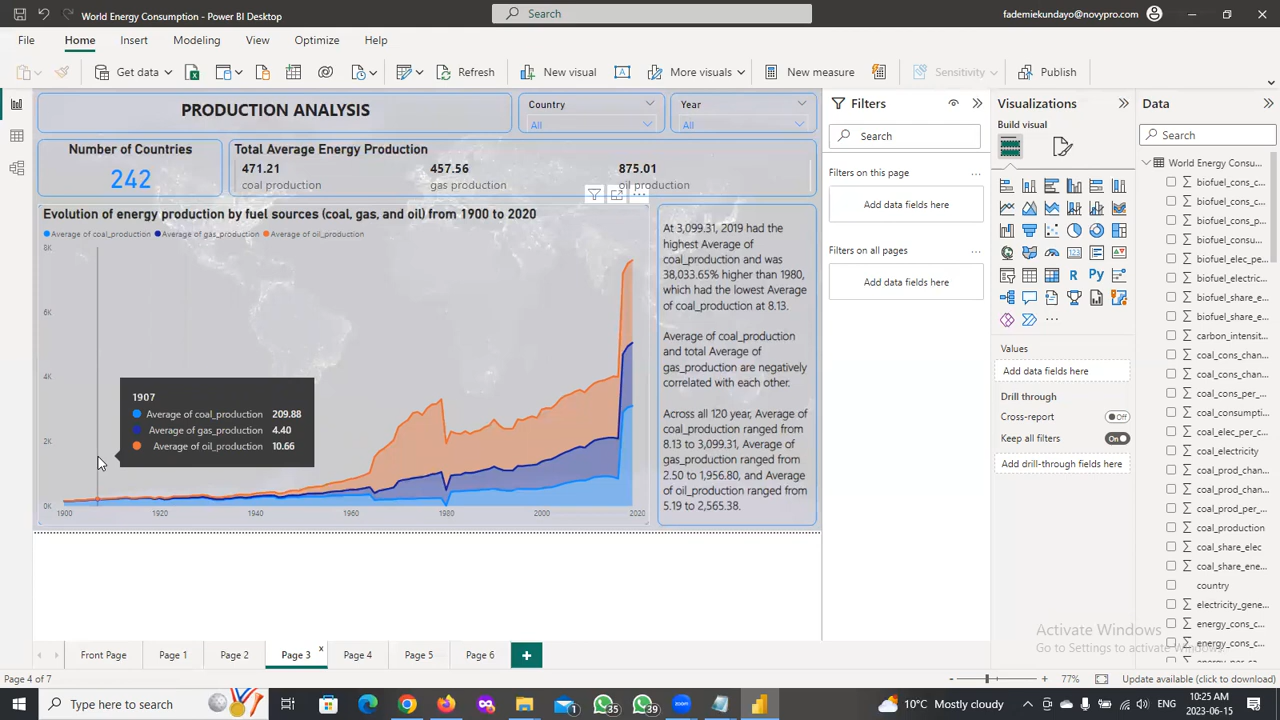 World Energy Consumption - Power BI Desktop
Search
fademiekundayo@novypro.com
File
Home
Insert
Modeling
View
Optimize
Help
Get data
Refresh
New visual
More visuals
New measure
Sensitivity
Publish
PRODUCTION ANALYSIS
Country
All
Year
All
Number of Countries
242
Total Average Energy Production
471.21
457.56
875.01
coal production
gas production
oil production
Evolution of energy production by fuel sources (coal, gas, and oil) from 1900 to 2020
Average of coal_production
Average of gas_production
Average of oil_production
8K
6K
4K
2K
0K
1900
1920
1940
1960
1980
2000
2020
1907
Average of coal_production 209.88
Average of gas_production 4.40
Average of oil_production 10.66
At 3,099.31, 2019 had the
highest Average of
coal_production and was
38,033.65% higher than 1980,
which had the lowest Average
of coal_production at 8.13.
Average of coal_production
and total Average of
gas_production are negatively
correlated with each other.
Across all 120 year, Average of
coal_production ranged from
8.13 to 3,099.31, Average of
gas_production ranged from
2.50 to 1,956.80, and Average
of oil_production ranged from
5.19 to 2,565.38.
Filters
Search
Filters on this page
...
Add data fields here
Filters on all pages
...
Add data fields here
Visualizations
Build visual
R
Py
...
Values
Add data fields here
Drill through
Cross-report
Off
Keep all filters
On
Add drill-through fields here
Data
Search
World Energy Consu...
biofuel_cons_c...
biofuel_cons_c...
biofuel_cons_p...
biofuel_consu...
biofuel_elec_pe...
biofuel_electric...
biofuel_share_e...
biofuel_share_e...
carbon_intensit...
coal_cons_chan...
coal_cons_chan...
coal_cons_per_...
coal_consumpti...
coal_elec_per_c...
coal_electricity
coal_prod_chan...
coal_prod_chan...
coal_prod_per_...
coal_production
coal_share_elec
coal_share_ene...
country
electricity_gene...
energy_cons_c...
energy_cons_c...
Activate Windows
Go to Settings to activate Windows.
Front Page
Page 1
Page 2
Page 3
Page 4
Page 5
Page 6
Page 4 of 7
77%
Update available (click to download)
Type here to search
1
35
39
10°C Mostly cloudy
ENG
10:25 AM
2023-06-15